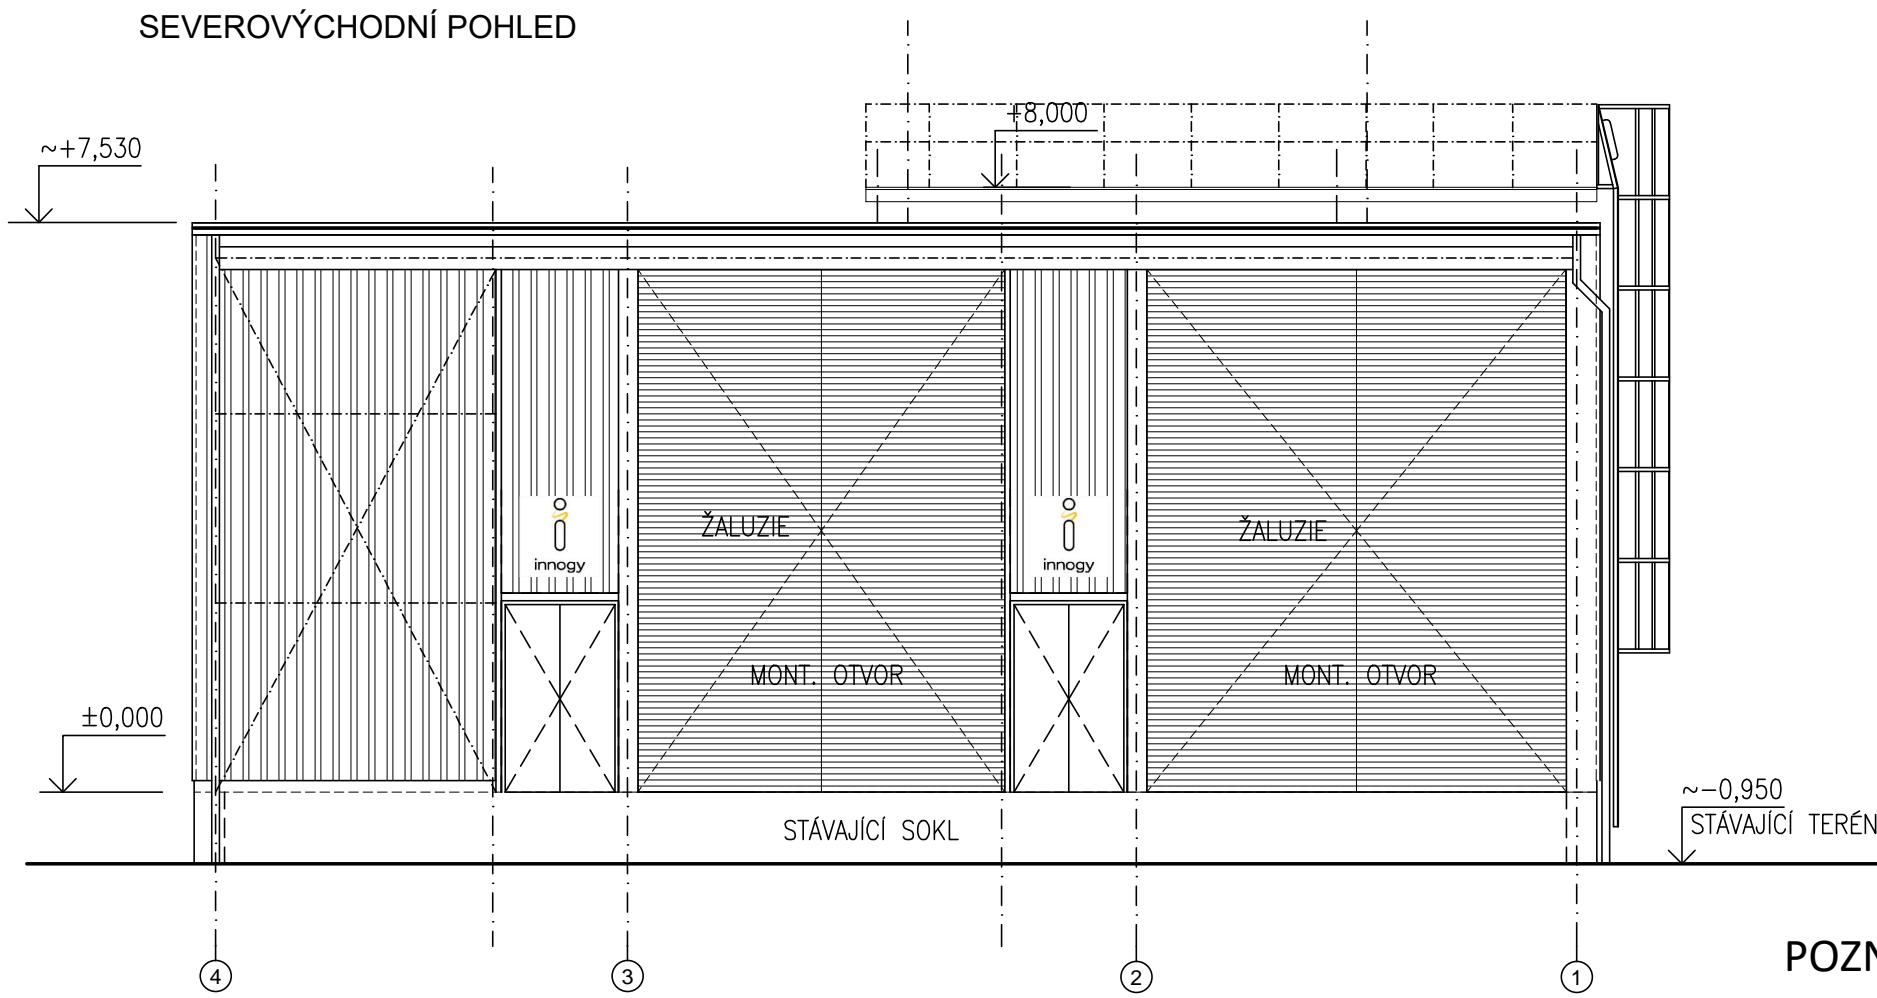 SEVEROVÝCHODNÍ POHLED
+8,000
~+7,530
ŽALUZIE
ŽALUZIE
innogy
innogy
MONT. OTVOR
MONT. OTVOR
±0,000
~-0,950
STÁVAJÍCÍ TERÉN
STÁVAJÍCÍ SOKL
POZN
4
3
2
1